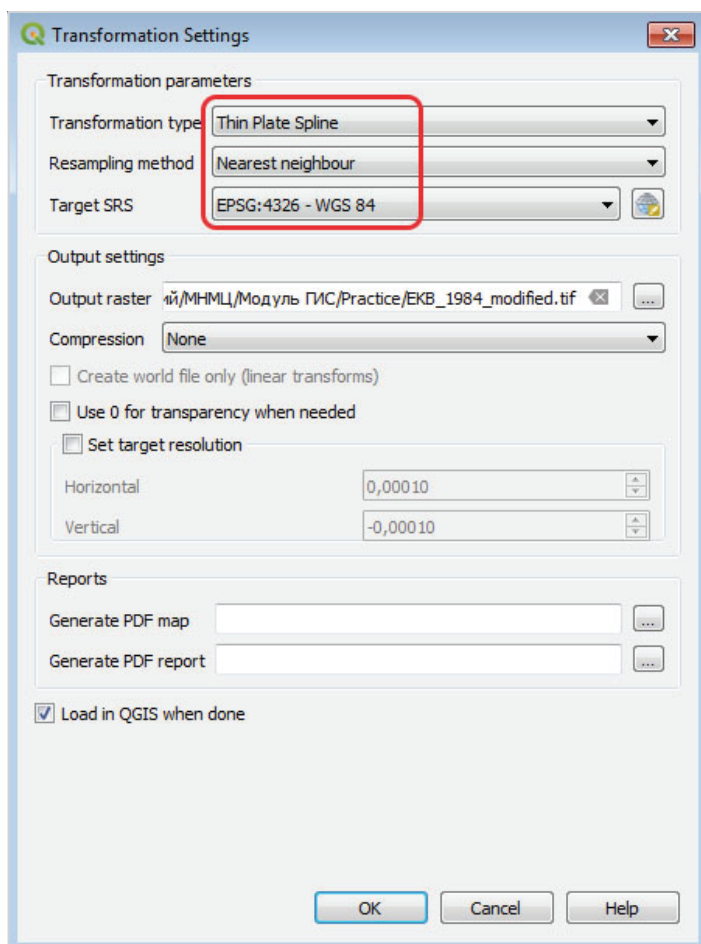 Transformation Settings
Transformation parameters
Transformation type Thin Plate Spline
Resampling method Nearest neighbour
Target SRS EPSG:4326 - WGS 84
Output settings
Output raster ий/МНМЦ/Модуль ГИС/Practice/EKB_1984_modified.tif ...
Compression None
Create world file only (linear transforms)
Use 0 for transparency when needed
Set target resolution
Horizontal 0,00010
Vertical -0,00010
Reports
Generate PDF map ...
Generate PDF report ...
Load in QGIS when done
OK Cancel Help